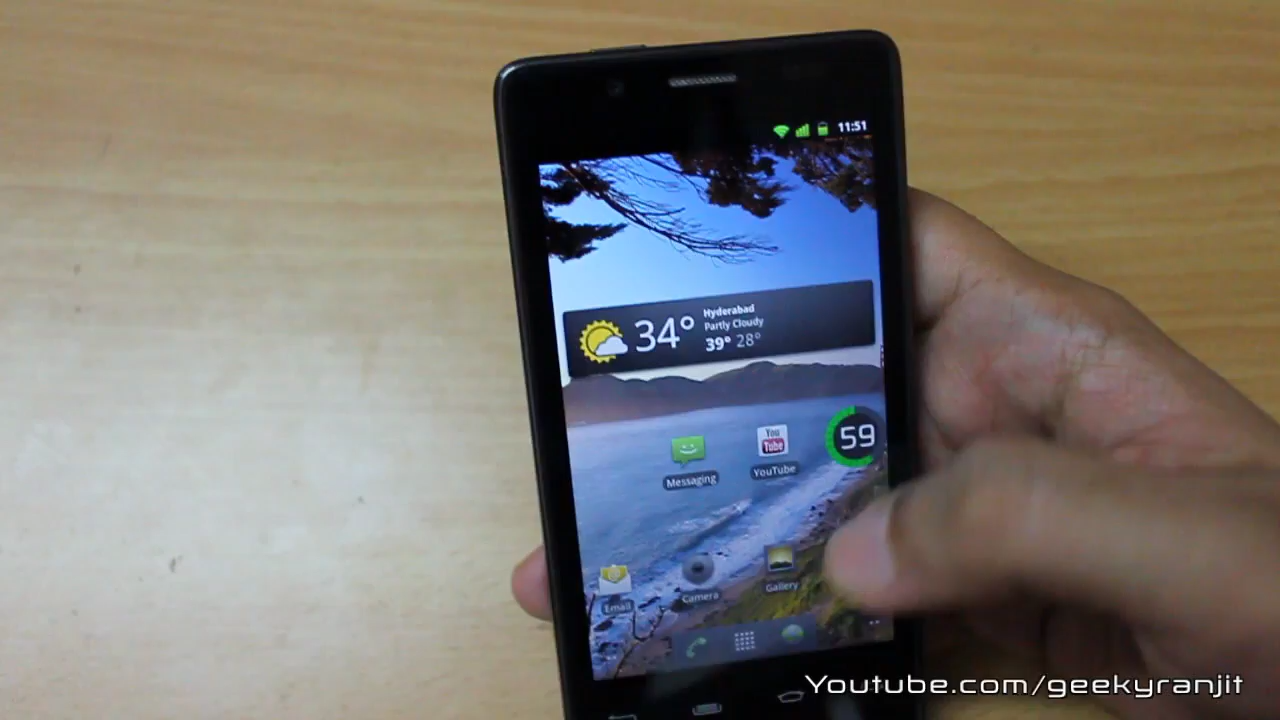 11:51
34° Hyderabad
Partly Cloudy
39° 28°
You
Tube
59
Messaging
YouTube
Email
Camera
Gallery
Youtube.com/geekyranjit